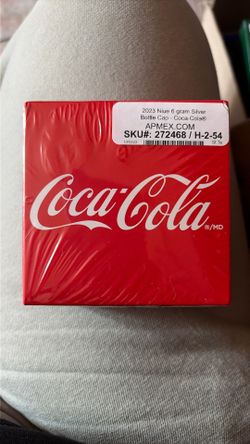 2023 Niue 6 gram Silver
Bottle Cap - Coca-Cola®
APMEX.COM
SKU#: 272468 / H-2-54
Coca-Cola
®/MD